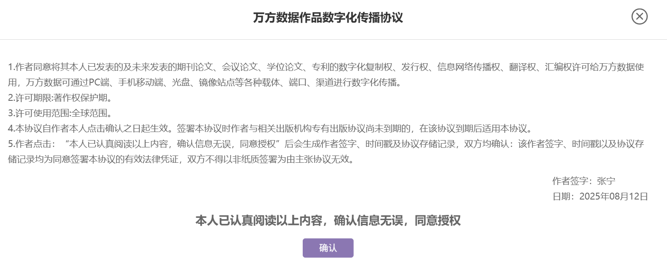 万方数据作品数字化传播协议
1.作者同意将其本人已发表的及未来发表的期刊论文、会议论文、学位论文、专利的数字化复制权、发行权、信息网络传播权、翻译权、汇编权许可给万方数据使
用，万方数据可通过PC端、手机移动端、光盘、镜像站点等各种载体、端口、渠道进行数字化传播。
2.许可期限:著作权保护期。
3.许可使用范围:全球范围。
4.本协议自作者本人点击确认之日起生效。签署本协议时作者与相关出版机构专有出版协议尚未到期的，在该协议到期后适用本协议。
5.作者点击：“本人已认真阅读以上内容，确认信息无误，同意授权”后会生成作者签字、时间戳及协议存储记录，双方均确认：该作者签字、时间戳以及协议存
储记录均为同意签署本协议的有效法律凭证，双方不得以非纸质签署为由主张协议无效。
作者签字：张宁
日期：2025年08月12日
本人已认真阅读以上内容，确认信息无误，同意授权
确认